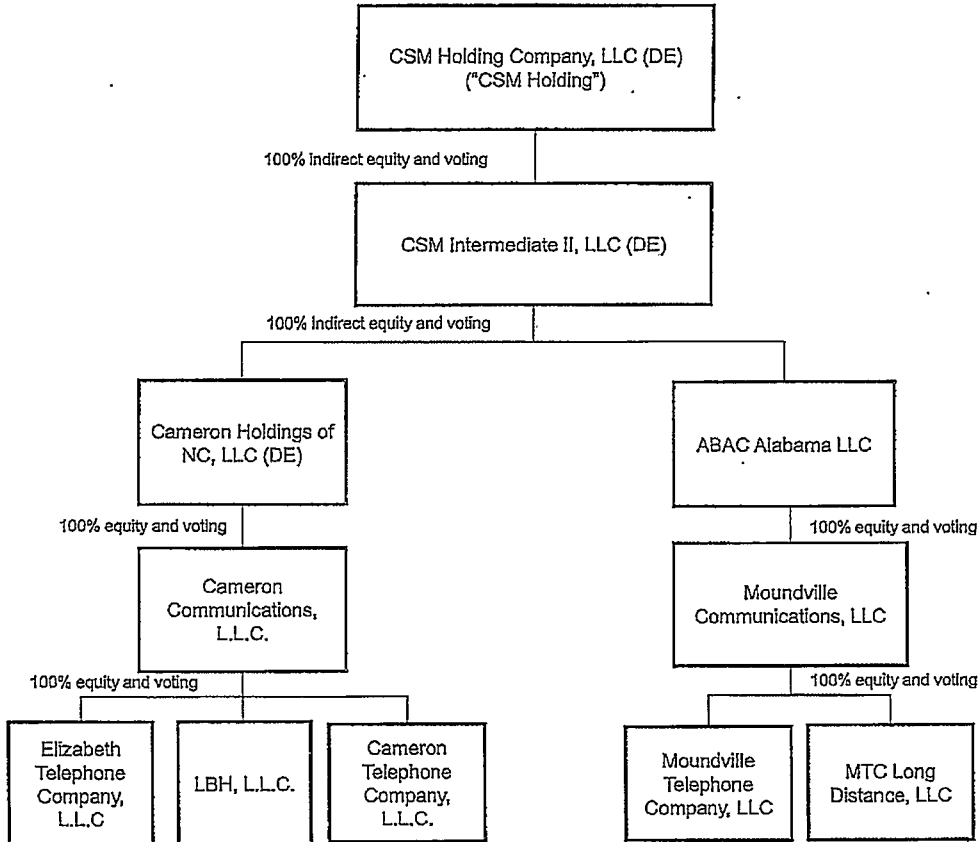 CSM Holding Company, LLC (DE)
("CSM Holding")
100% Indirect equity and voting
CSM Intermediate II, LLC (DE)
100% Indirect equity and voting
Cameron Holdings of
NC, LLC (DE)
ABAC Alabama LLC
100% equity and voting
100% equity and voting
Cameron
Communications,
L.L.C.
Moundville
Communications, LLC
100% equity and voting
100% equity and voting
Elizabeth
Telephone
Company,
L.L.C
LBH, L.L.C.
Cameron
Telephone
Company,
L.L.C.
Moundville
Telephone
Company, LLC
MTC Long
Distance, LLC